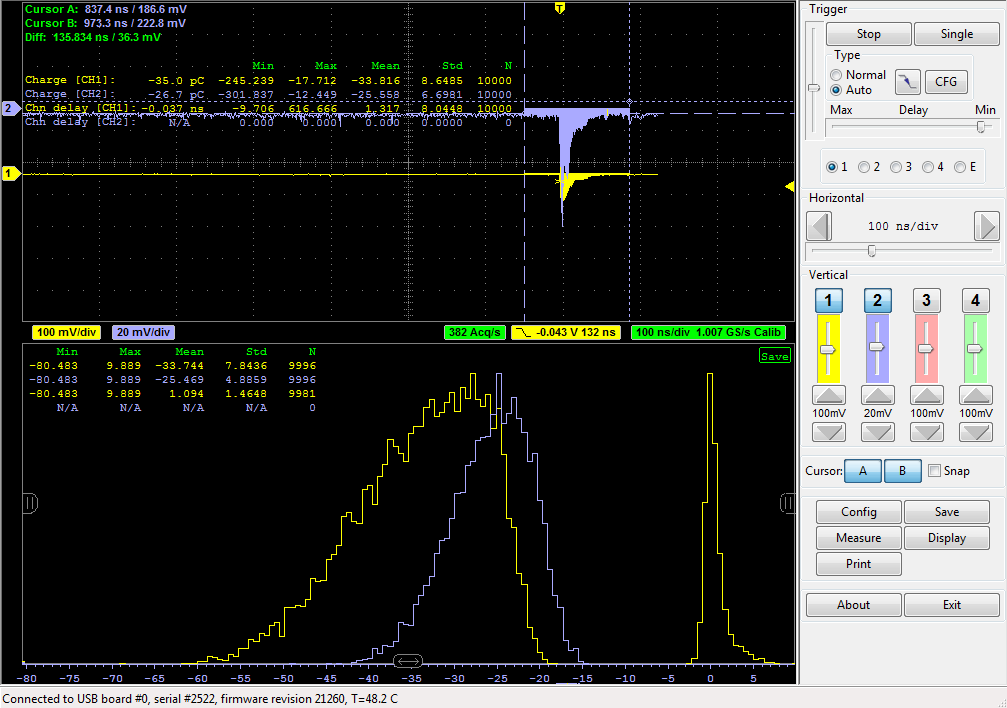 Cursor A: 837.4 ns / 186.6 mV
Cursor B: 973.3 ns / 222.8 mV
Diff: 135.834 ns / 36.3 mV
T
Min Max Mean Std N
Charge [CH1]: -35.0 pC -245.239 -17.712 -33.816 8.6485 10000
Charge [CH2]: -26.7 pC -301.837 -12.449 -25.558 6.6981 10000
Chn delay [CH1]: -0.037 ns -9.706 616.666 1.317 8.0448 10000
Chn delay [CH2]: N/A 0.000 0.000 0.000 0.0000 0
2
1
100 mV/div 20 mV/div 382 Acq/s -0.043 V 132 ns 100 ns/div 1.007 GS/s Calib
Min Max Mean Std N
-80.483 9.889 -33.744 7.8436 9996
-80.483 9.889 -25.469 4.8859 9996
-80.483 9.889 1.094 1.4648 9981
N/A N/A N/A N/A 0
Save
-80 -75 -70 -65 -60 -55 -50 -45 -40 -35 -30 -25 -20 -15 -10 -5 0 5
Trigger
Stop Single
Type
Normal
Auto
CFG
Max Delay Min
1 2 3 4 E
Horizontal
100 ns/div
Vertical
1 2 3 4
100mV 20mV 100mV 100mV
Cursor: A B Snap
Config Save
Measure Display
Print
About Exit
Connected to USB board #0, serial #2522, firmware revision 21260, T=48.2 C